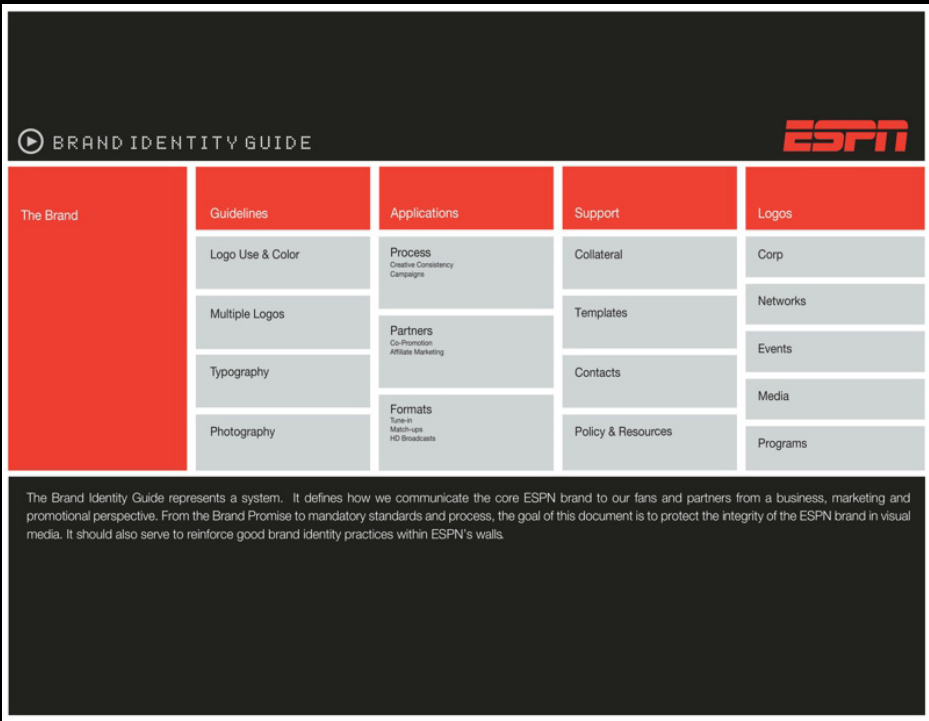 BRAND IDENTITY GUIDE
ESPN
The Brand
Guidelines
Logo Use & Color
Multiple Logos
Typography
Photography
Applications
Process
Creative Consistency
Campaigns
Partners
Co-Promotion
Affiliate Marketing
Formats
Tune-in
Match-ups
HD Broadcasts
Support
Collateral
Templates
Contacts
Policy & Resources
Logos
Corp
Networks
Events
Media
Programs
The Brand Identity Guide represents a system. It defines how we communicate the core ESPN brand to our fans and partners from a business, marketing and
promotional perspective. From the Brand Promise to mandatory standards and process, the goal of this document is to protect the integrity of the ESPN brand in visual
media. It should also serve to reinforce good brand identity practices within ESPN's walls.